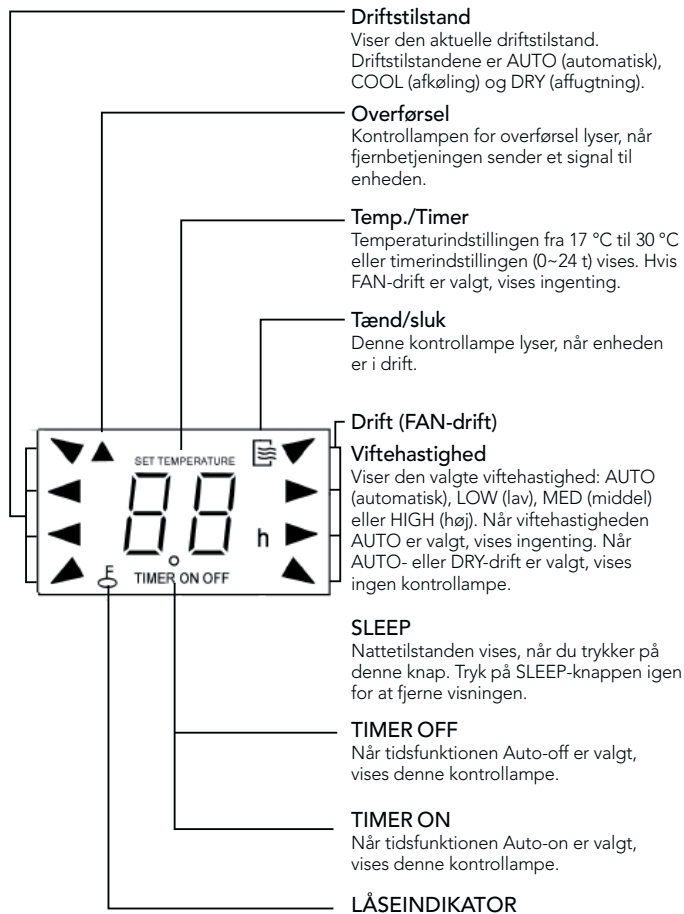 Driftstilstand
Viser den aktuelle driftstilstand.
Driftstilstandene er AUTO (automatisk),
COOL (afkøling) og DRY (affugtning).
Overførsel
Kontrollampen for overførsel lyser, når
fjernbetjeningen sender et signal til
enheden.
Temp./Timer
Temperaturindstillingen fra 17 °C til 30 °C
eller timerindstillingen (0~24 t) vises. Hvis
FAN-drift er valgt, vises ingenting.
Tænd/sluk
Denne kontrollampe lyser, når enheden
er i drift.
SET TEMPERATURE
88
h
F
TIMER ON OFF
Drift (FAN-drift)
Viftehastighed
Viser den valgte viftehastighed: AUTO
(automatisk), LOW (lav), MED (middel)
eller HIGH (høj). Når viftehastigheden
AUTO er valgt, vises ingenting. Når
AUTO- eller DRY-drift er valgt, vises
ingen kontrollampe.
SLEEP
Nattetilstanden vises, når du trykker på
denne knap. Tryk på SLEEP-knappen igen
for at fjerne visningen.
TIMER OFF
Når tidsfunktionen Auto-off er valgt,
vises denne kontrollampe.
TIMER ON
Når tidsfunktionen Auto-on er valgt,
vises denne kontrollampe.
LÅSEINDIKATOR